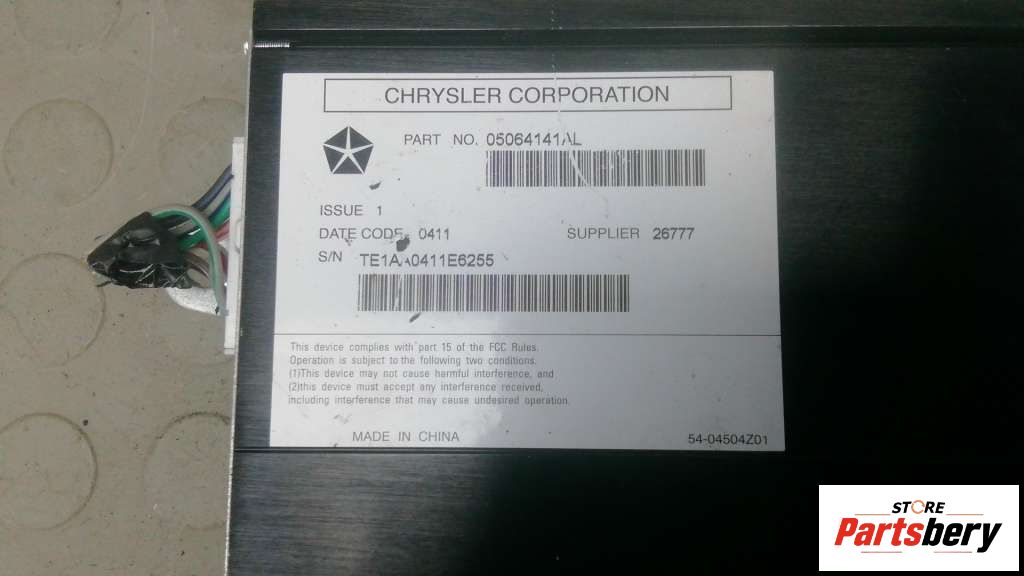 CHRYSLER CORPORATION
PART NO. 05064141AL
ISSUE 1
DATE CODE 0411 SUPPLIER 26777
S/N TE1AA0411E6255
This device complies with part 15 of the FCC Rules.
Operation is subject to the following two conditions.
(1)This device may not cause harmful interference, and
(2)this device must accept any interference received,
including interference that may cause undesired operation.
MADE IN CHINA 54-04504Z01
STORE
Partsbery